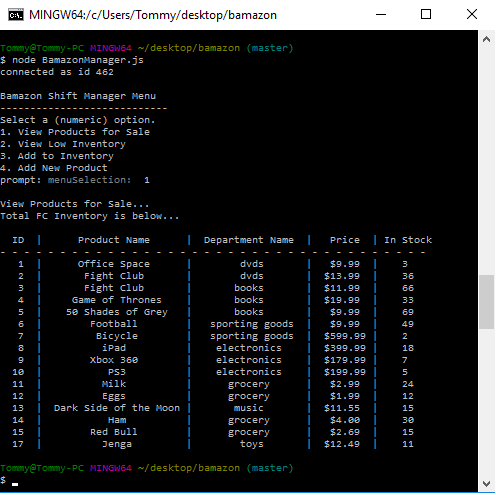 MINGW64:/c/Users/Tommy/desktop/bamazon
Tommy@Tommy-PC MINGW64 ~/desktop/bamazon (master)
$ node BamazonManager.js
connected as id 462
Bamazon Shift Manager Menu
----------------------------
Select a (numeric) option.
1. View Products for Sale
2. View Low Inventory
3. Add to Inventory
4. Add New Product
prompt: menuSelection:  1
View Products for Sale...
Total FC Inventory is below...
ID | Product Name | Department Name | Price | In Stock
- - - - - - - - - - - - - - - - - - - - - - - - - - - - - - - - - - - -
1 | Office Space | dvds | $9.99 | 3
2 | Fight Club | dvds | $13.99 | 36
3 | Fight Club | books | $11.99 | 66
4 | Game of Thrones | books | $19.99 | 33
5 | 50 Shades of Grey | books | $9.99 | 69
6 | Football | sporting goods | $9.99 | 49
7 | Bicycle | sporting goods | $599.99 | 2
8 | iPad | electronics | $399.99 | 18
9 | Xbox 360 | electronics | $179.99 | 7
10 | PS3 | electronics | $199.99 | 5
11 | Milk | grocery | $2.99 | 24
12 | Eggs | grocery | $1.99 | 12
13 | Dark Side of the Moon | music | $11.55 | 15
14 | Ham | grocery | $4.00 | 30
15 | Red Bull | grocery | $2.69 | 15
17 | Jenga | toys | $12.49 | 11
Tommy@Tommy-PC MINGW64 ~/desktop/bamazon (master)
$